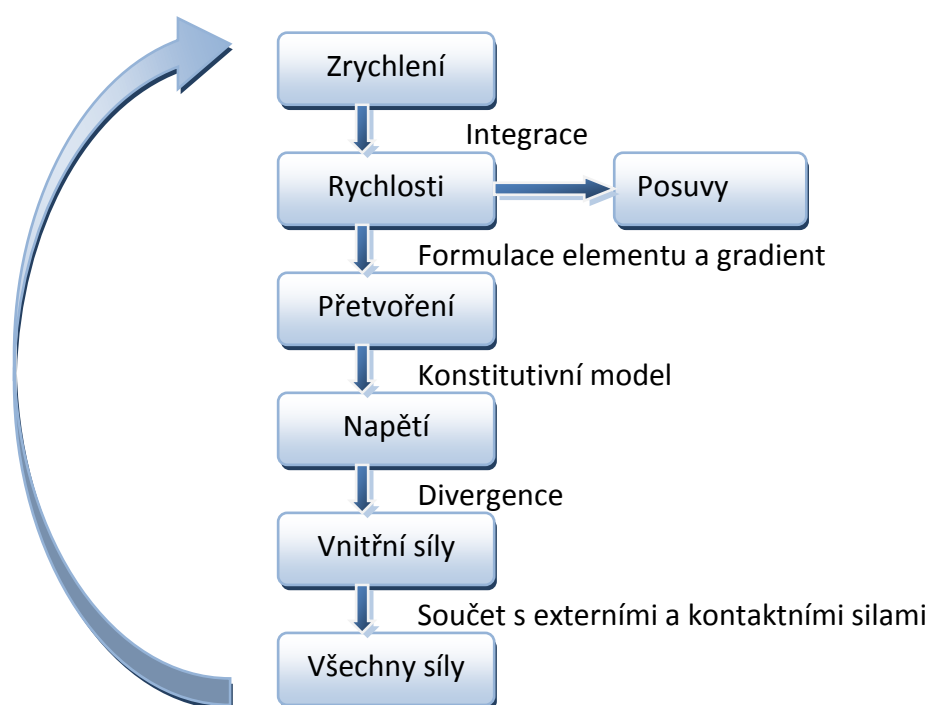 Zrychlení
Integrace
Rychlosti
Posuvy
Formulace elementu a gradient
Přetvoření
Konstitutivní model
Napětí
Divergence
Vnitřní síly
Součet s externími a kontaktními silami
Všechny síly